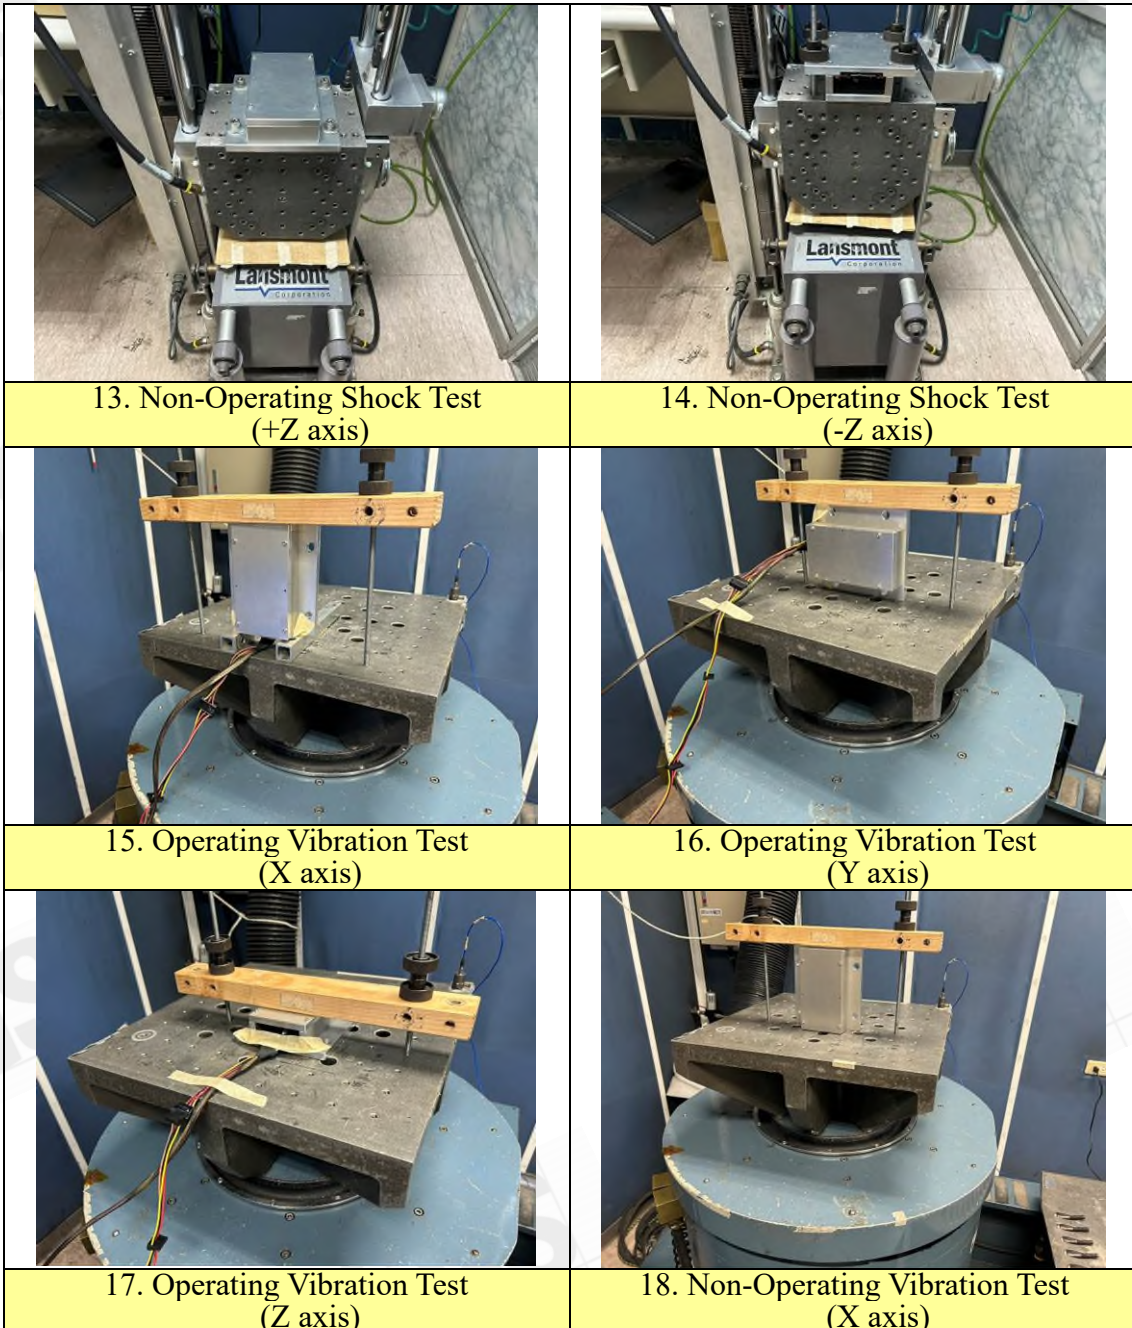 Lansmont
Corporation
Lansmont
Corporation
13. Non-Operating Shock Test
(+Z axis)
14. Non-Operating Shock Test
(-Z axis)
15. Operating Vibration Test
(X axis)
16. Operating Vibration Test
(Y axis)
17. Operating Vibration Test
(Z axis)
18. Non-Operating Vibration Test
(X axis)